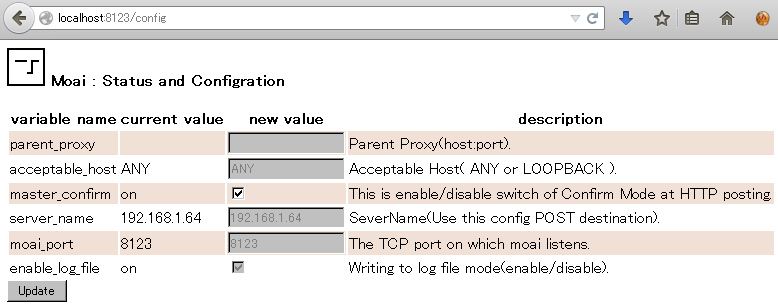 localhost:8123/config
Moai : Status and Configration
variable name current value new value description
parent_proxy Parent Proxy(host:port).
acceptable_host ANY ANY Acceptable Host( ANY or LOOPBACK ).
master_confirm on This is enable/disable switch of Confirm Mode at HTTP posting.
server_name 192.168.1.64 192.168.1.64 SeverName(Use this config POST destination).
moai_port 8123 8123 The TCP port on which moai listens.
enable_log_file on Writing to log file mode(enable/disable).
Update